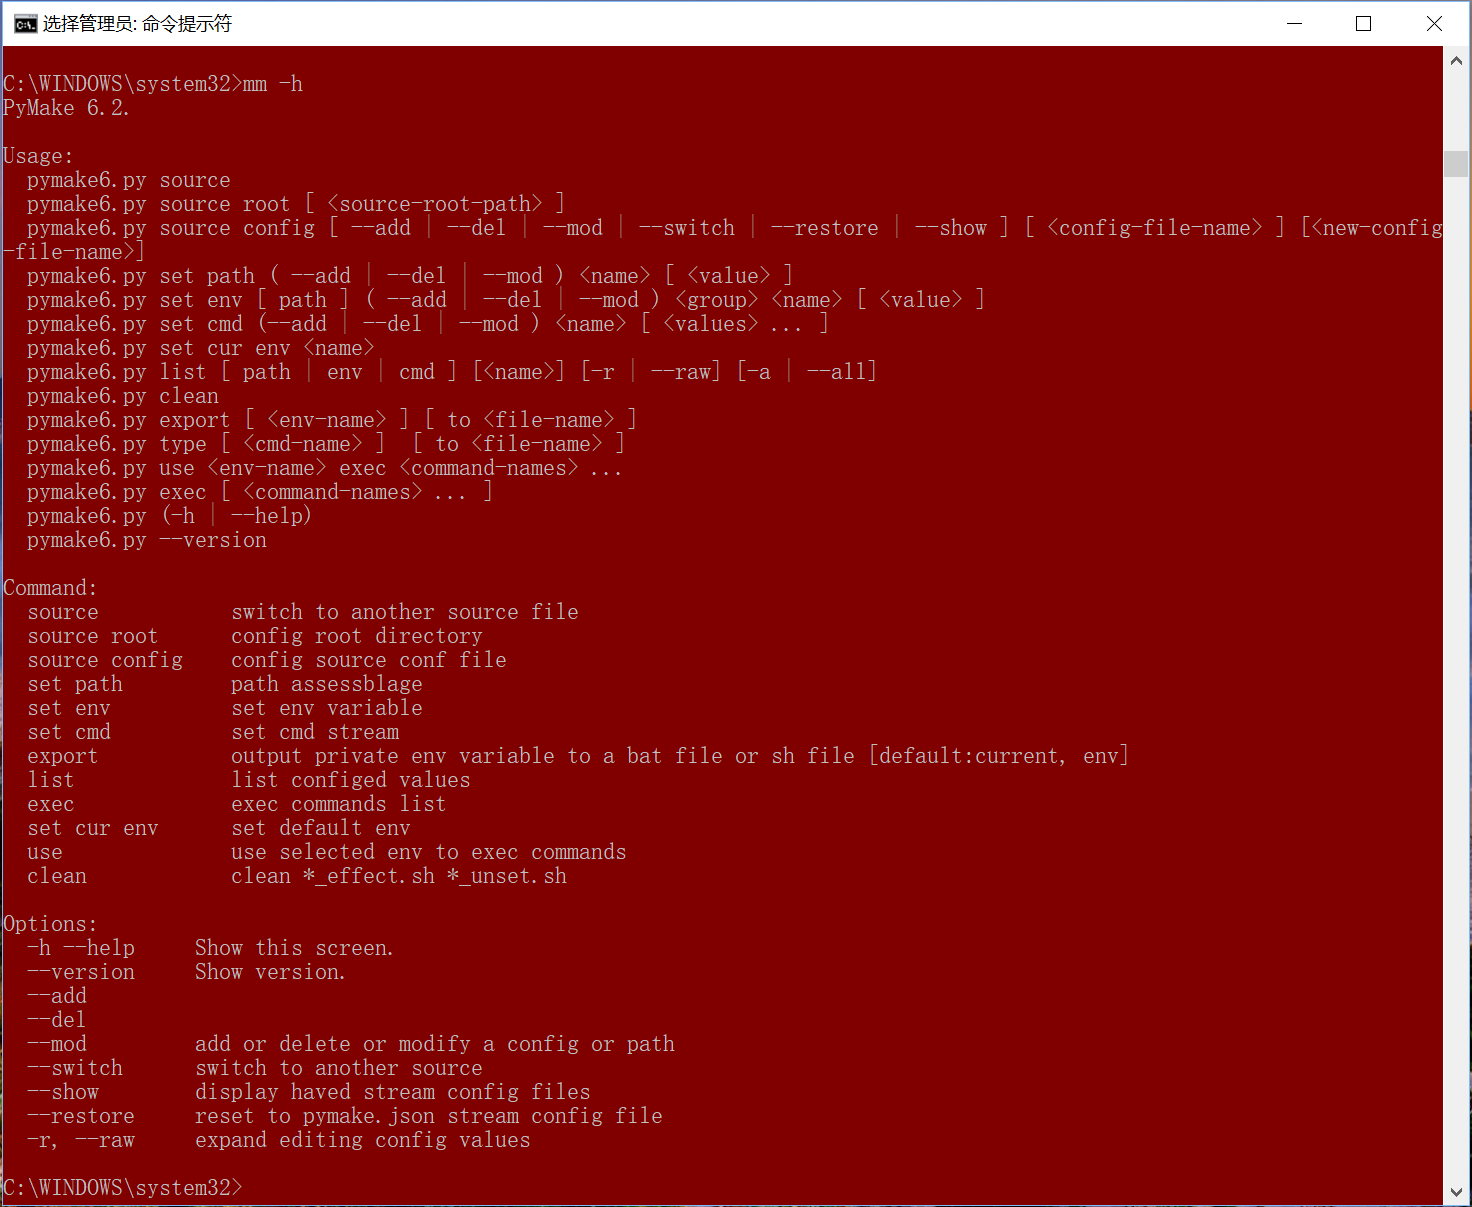 选择管理员: 命令提示符
C:\WINDOWS\system32>mm -h
PyMake 6.2.
Usage:
  pymake6.py source
  pymake6.py source root [ <source-root-path> ]
  pymake6.py source config [ --add | --del | --mod | --switch | --restore | --show ] [ <config-file-name> ] [<new-config
-file-name>]
  pymake6.py set path ( --add | --del | --mod ) <name> [ <value> ]
  pymake6.py set env [ path ] ( --add | --del | --mod ) <group> <name> [ <value> ]
  pymake6.py set cmd (--add | --del | --mod ) <name> [ <values> ... ]
  pymake6.py set cur env <name>
  pymake6.py list [ path | env | cmd ] [<name>] [-r | --raw] [-a | --all]
  pymake6.py clean
  pymake6.py export [ <env-name> ] [ to <file-name> ]
  pymake6.py type [ <cmd-name> ]  [ to <file-name> ]
  pymake6.py use <env-name> exec <command-names> ...
  pymake6.py exec [ <command-names> ... ]
  pymake6.py (-h | --help)
  pymake6.py --version
Command:
  source           switch to another source file
  source root      config root directory
  source config    config source conf file
  set path         path assessblage
  set env          set env variable
  set cmd          set cmd stream
  export           output private env variable to a bat file or sh file [default:current, env]
  list             list configed values
  exec             exec commands list
  set cur env      set default env
  use              use selected env to exec commands
  clean            clean *_effect.sh *_unset.sh
Options:
  -h --help     Show this screen.
  --version     Show version.
  --add
  --del
  --mod         add or delete or modify a config or path
  --switch      switch to another source
  --show        display haved stream config files
  --restore     reset to pymake.json stream config file
  -r, --raw     expand editing config values
C:\WINDOWS\system32>